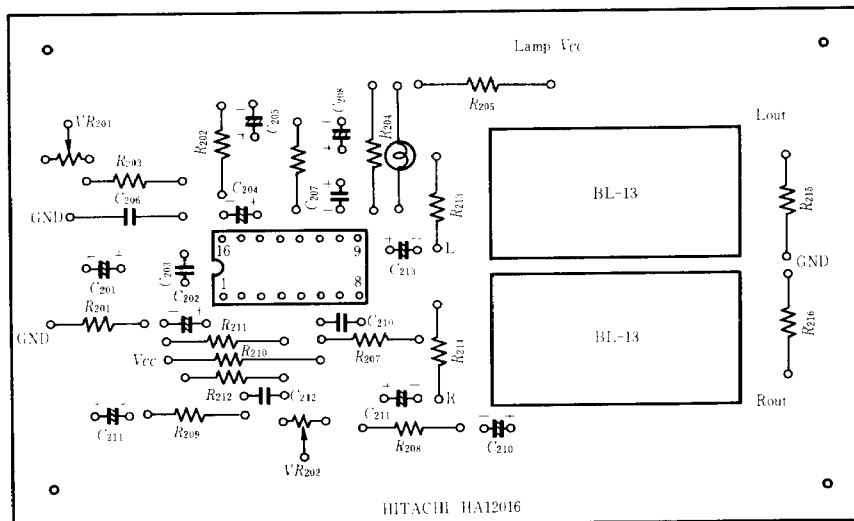 Lamp Vcc
C208
C205
R205
R204
R202
VR201
Lout
R203
C204
C207
R213
BL-13
R215
C206
GND
16
9
L
C213
GND
C203
C201
C202
1
8
R201
C210
R211
R214
BL-13
R216
GND
R210
R207
Vcc
R212
C212
C211
R
Rout
C211
R209
R208
C210
VR202
HITACHI HA12016